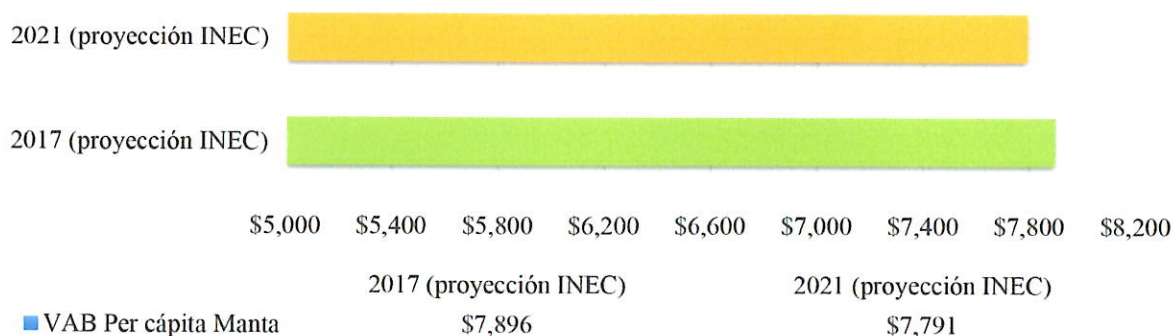 2021 (proyección INEC)
2017 (proyección INEC)
$5,000 $5,400 $5,800 $6,200 $6,600 $7,000 $7,400 $7,800 $8,200
2017 (proyección INEC) 2021 (proyección INEC)
VAB Per cápita Manta $7,896 $7,791